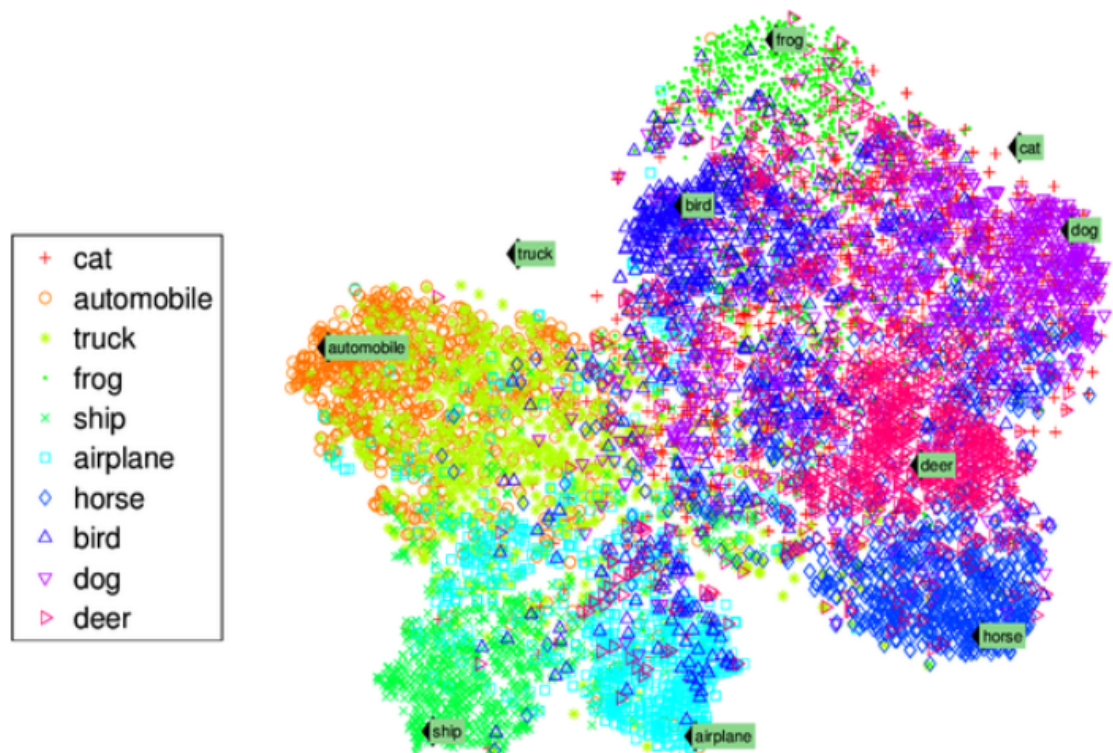 cat
automobile
truck
frog
ship
airplane
horse
bird
dog
deer
frog
cat
bird
dog
truck
automobile
deer
horse
ship
airplane